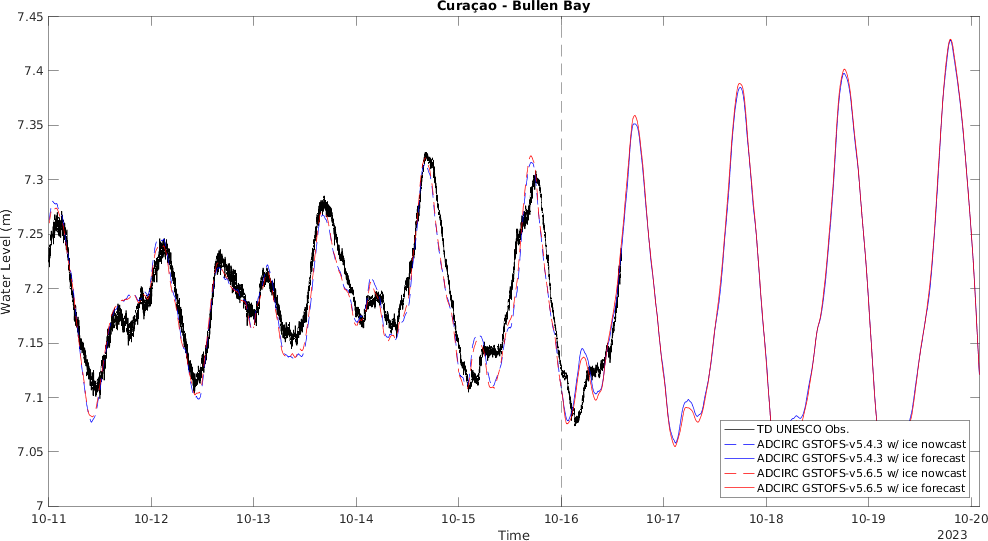 Curaçao - Bullen Bay
7.45
7.4
7.35
7.3
7.25
7.2
7.15
7.1
7.05
7
Water Level (m)
10-11
10-12
10-13
10-14
10-15
10-16
10-17
10-18
10-19
10-20
Time
2023
TD UNESCO Obs.
ADCIRC GSTOFS-v5.4.3 w/ ice nowcast
ADCIRC GSTOFS-v5.4.3 w/ ice forecast
ADCIRC GSTOFS-v5.6.5 w/ ice nowcast
ADCIRC GSTOFS-v5.6.5 w/ ice forecast